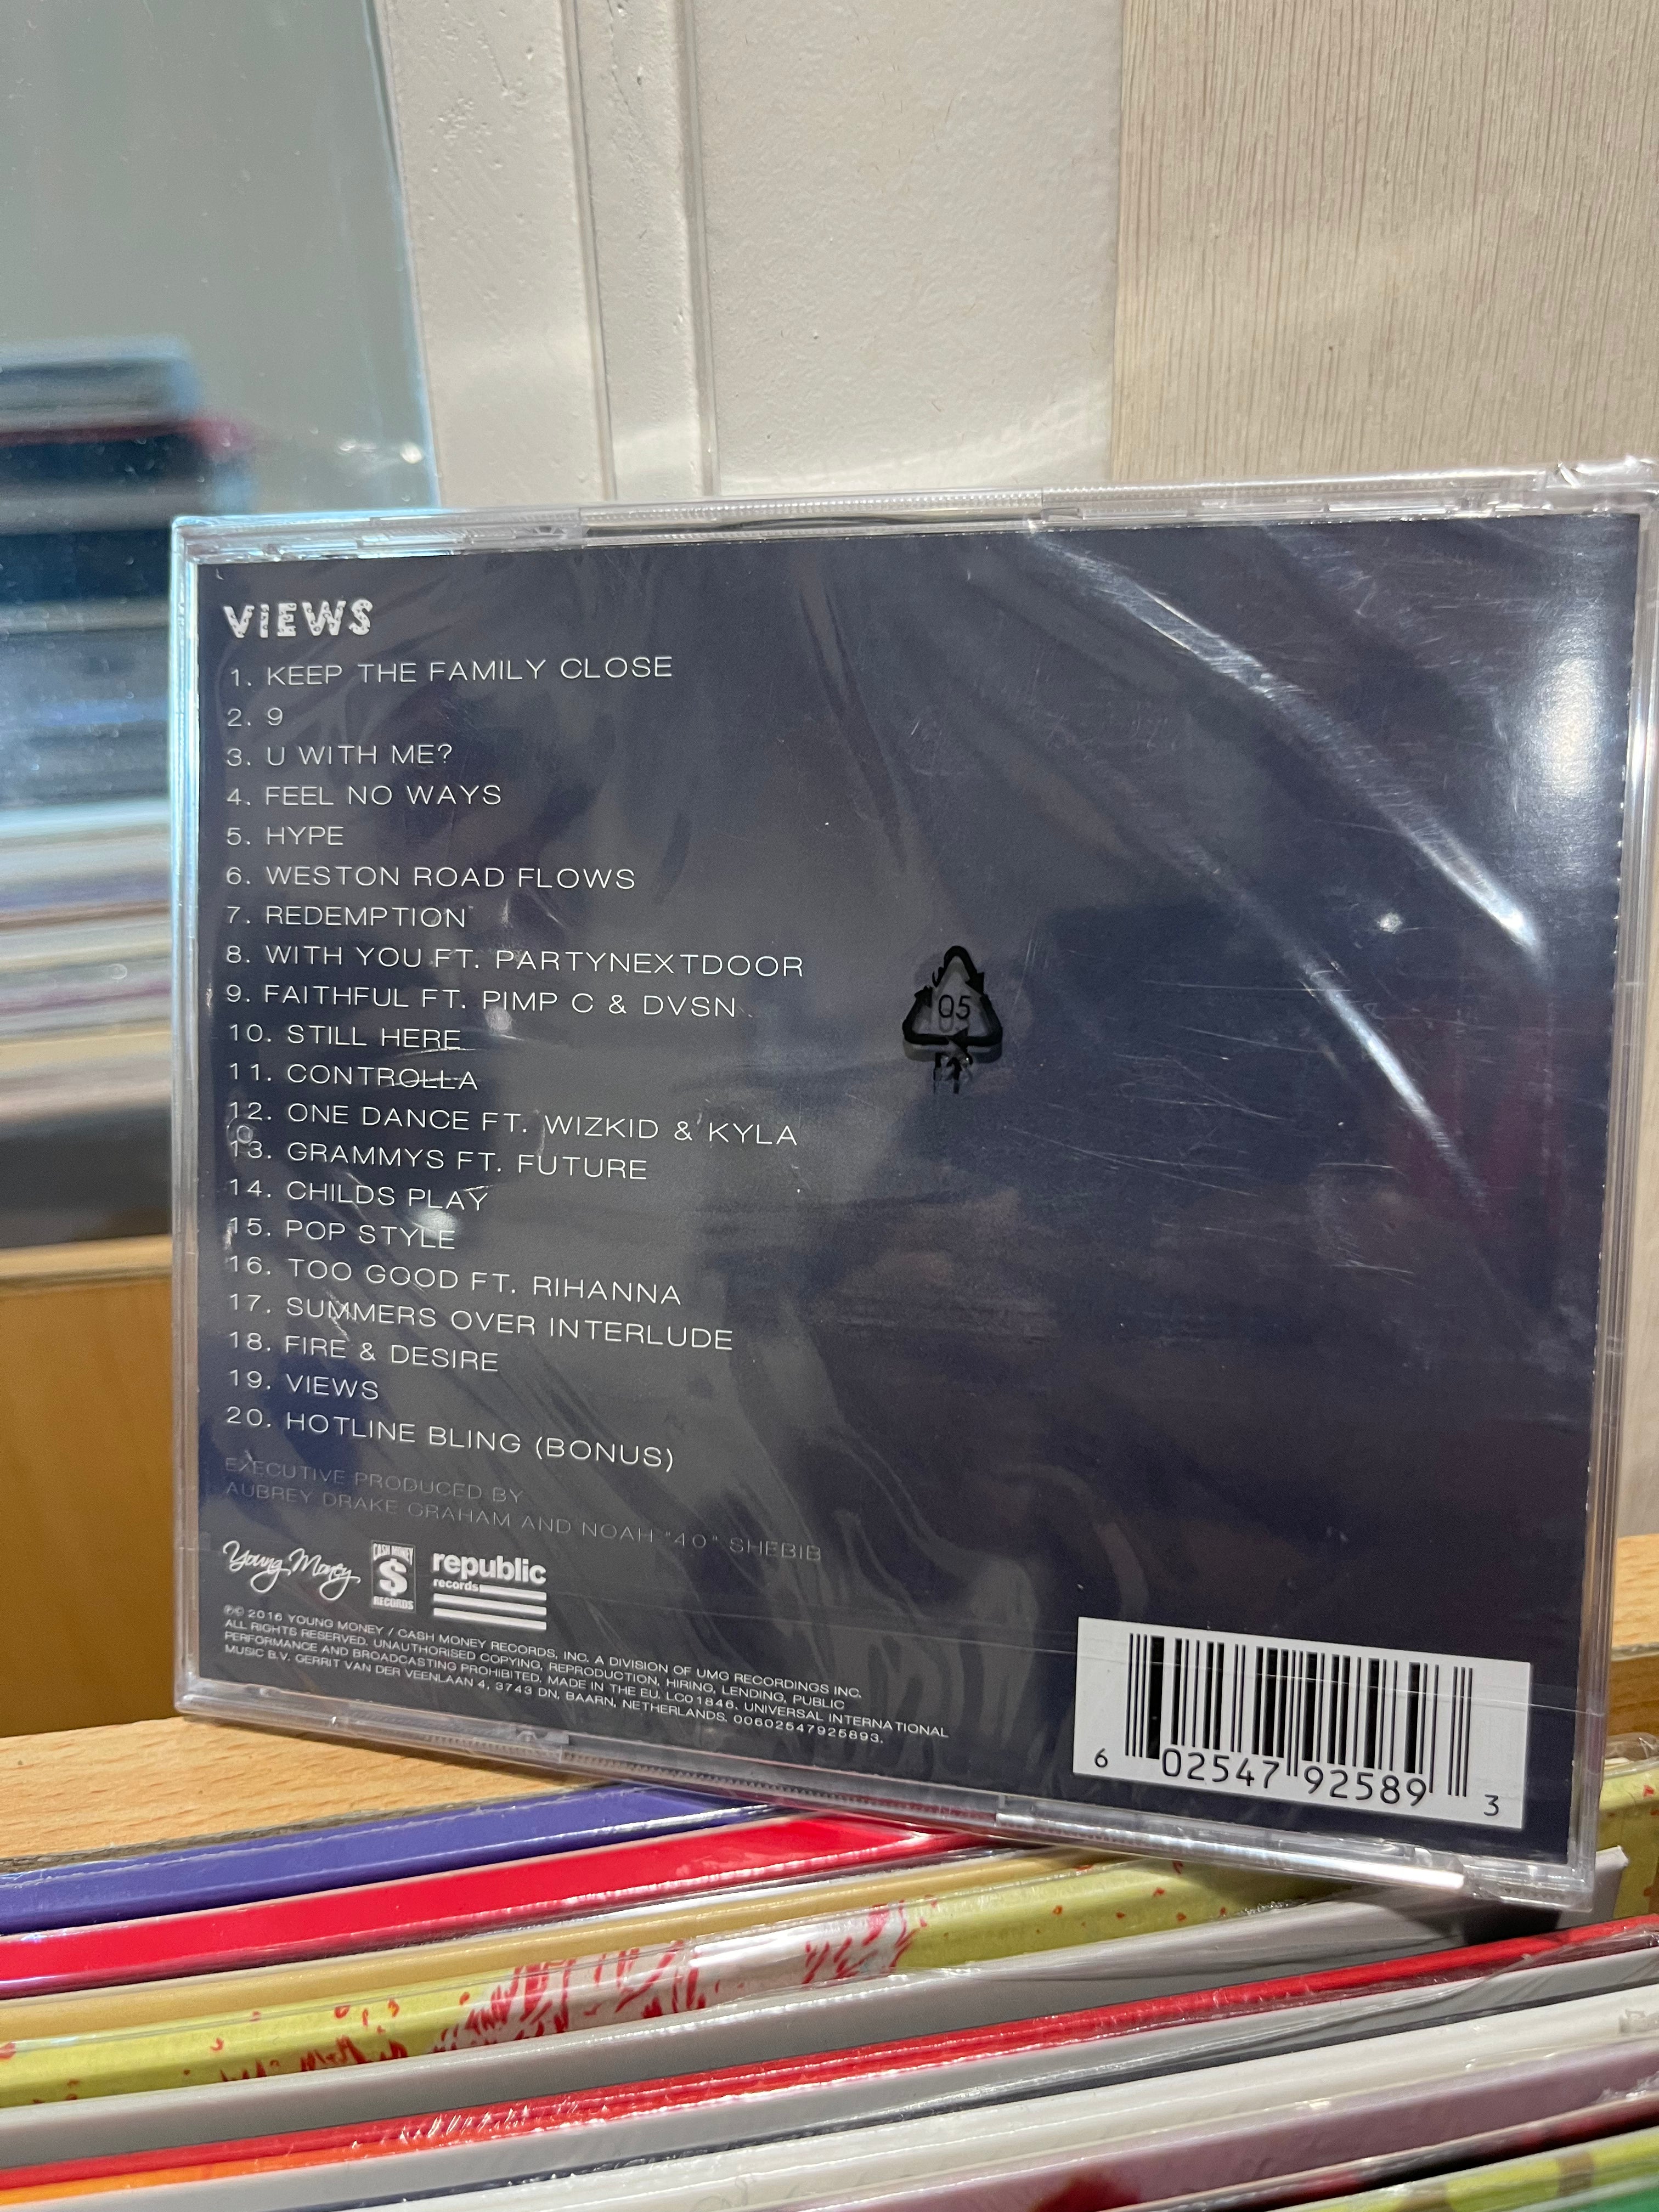 VIEWS
1. KEEP THE FAMILY CLOSE
2. 9
3. U WITH ME?
4. FEEL NO WAYS
5. HYPE
6. WESTON ROAD FLOWS
7. REDEMPTION
8. WITH YOU FT. PARTYNEXTDOOR
9. FAITHFUL FT. PIMP C & DVSN
10. STILL HERE
11. CONTROLLA
12. ONE DANCE FT. WIZKID & KYLA
13. GRAMMYS FT. FUTURE
14. CHILDS PLAY
15. POP STYLE
16. TOO GOOD FT. RIHANNA
17. SUMMERS OVER INTERLUDE
18. FIRE & DESIRE
19. VIEWS
20. HOTLINE BLING (BONUS)
05
EXECUTIVE PRODUCED BY
AUBREY DRAKE GRAHAM AND NOAH "40" SHEBIB
Young Money
CASH MONEY
$
RECORDS
republic
records
℗© 2016 YOUNG MONEY / CASH MONEY RECORDS, INC. A DIVISION OF UMG RECORDINGS INC.
ALL RIGHTS RESERVED. UNAUTHORISED COPYING, REPRODUCTION, HIRING, LENDING, PUBLIC
PERFORMANCE AND BROADCASTING PROHIBITED. MADE IN THE EU. LC01846. UNIVERSAL INTERNATIONAL
MUSIC B.V. GERRIT VAN DER VEENLAAN 4, 3743 DN, BAARN, NETHERLANDS. 00602547925893.
6 02547 92589 3